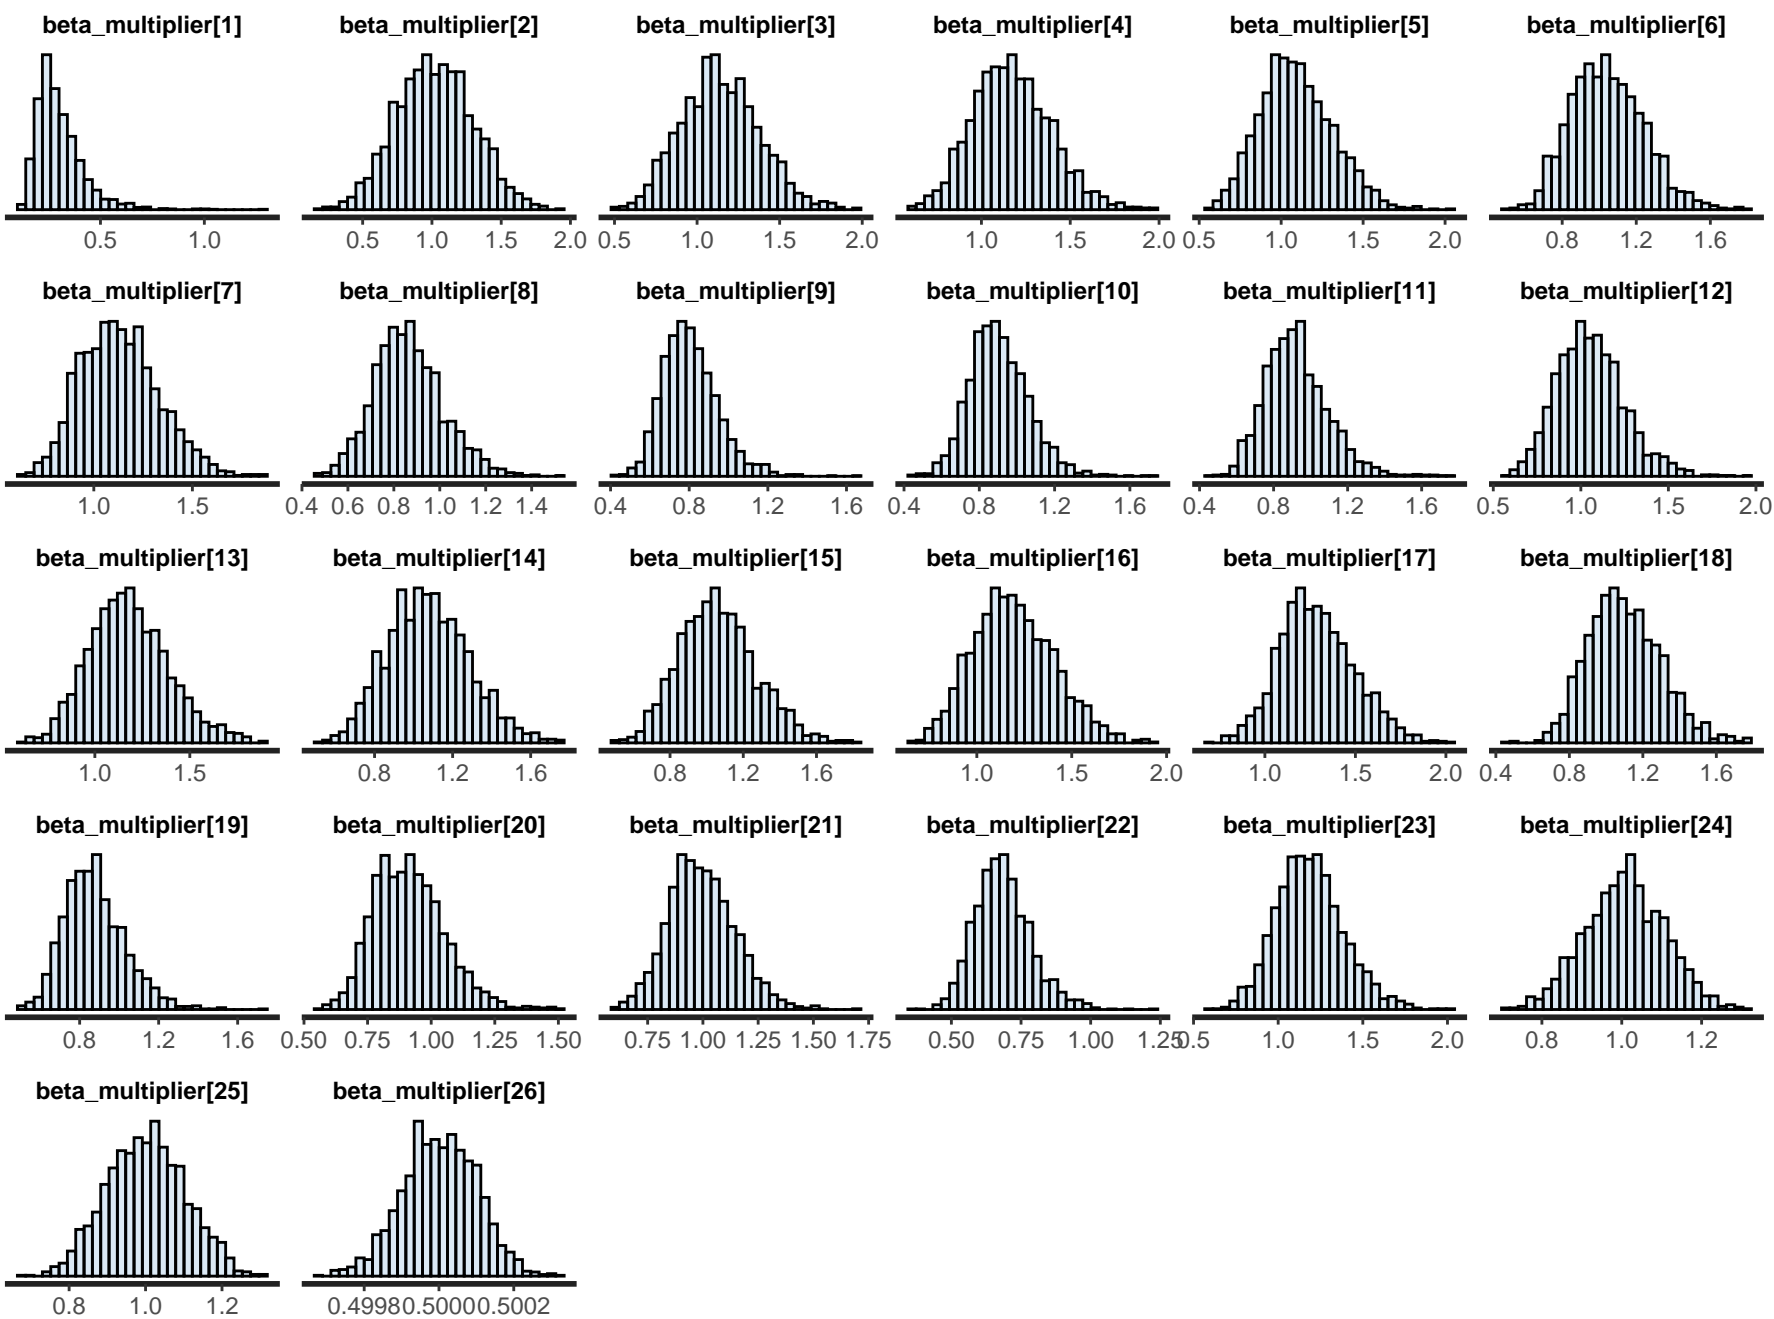 beta_multiplier[1] beta_multiplier[2] beta_multiplier[3] beta_multiplier[4] beta_multiplier[5] beta_multiplier[6]
0.5 1.0 0.5 1.0 1.5 2.0 0.5 1.0 1.5 2.0 1.0 1.5 2.0 0.5 1.0 1.5 2.0 0.8 1.2 1.6
beta_multiplier[7] beta_multiplier[8] beta_multiplier[9] beta_multiplier[10] beta_multiplier[11] beta_multiplier[12]
1.0 1.5 0.4 0.6 0.8 1.0 1.2 1.4 0.4 0.8 1.2 1.6 0.4 0.8 1.2 1.6 0.4 0.8 1.2 1.6 0.5 1.0 1.5 2.0
beta_multiplier[13] beta_multiplier[14] beta_multiplier[15] beta_multiplier[16] beta_multiplier[17] beta_multiplier[18]
1.0 1.5 0.8 1.2 1.6 0.8 1.2 1.6 1.0 1.5 2.0 1.0 1.5 2.0 0.4 0.8 1.2 1.6
beta_multiplier[19] beta_multiplier[20] beta_multiplier[21] beta_multiplier[22] beta_multiplier[23] beta_multiplier[24]
0.8 1.2 1.6 0.50 0.75 1.00 1.25 1.50 0.75 1.00 1.25 1.50 1.75 0.50 0.75 1.00 1.25 0.5 1.0 1.5 2.0 0.8 1.0 1.2
beta_multiplier[25] beta_multiplier[26]
0.8 1.0 1.2 0.4998 0.5000 0.5002